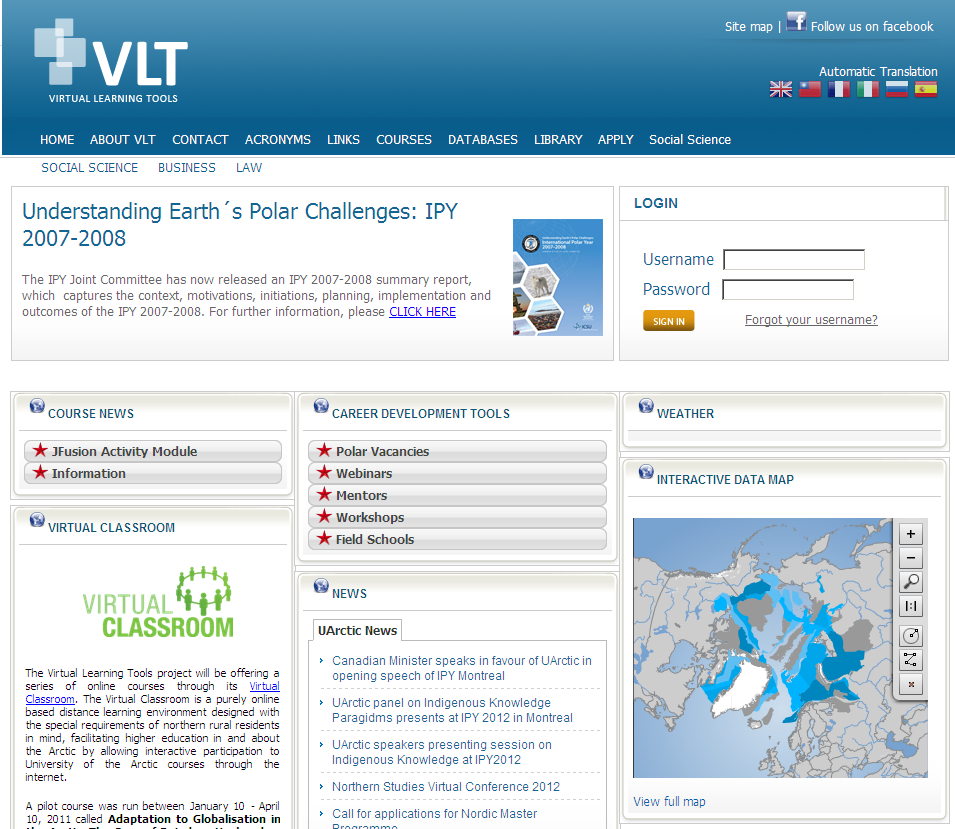 Site map | Follow us on facebook
VLT
VIRTUAL LEARNING TOOLS
Automatic Translation
HOME ABOUT VLT CONTACT ACRONYMS LINKS COURSES DATABASES LIBRARY APPLY Social Science
SOCIAL SCIENCE BUSINESS LAW
Understanding Earth´s Polar Challenges: IPY
2007-2008
The IPY Joint Committee has now released an IPY 2007-2008 summary report,
which captures the context, motivations, initiations, planning, implementation and
outcomes of the IPY 2007-2008. For further information, please CLICK HERE
Understanding Earth's Polar Challenges:
International Polar Year
2007-2008
LOGIN
Username
Password
SIGN IN
Forgot your username?
COURSE NEWS
JFusion Activity Module
Information
VIRTUAL CLASSROOM
VIRTUAL
CLASSROOM
The Virtual Learning Tools project will be offering a
series of online courses through its Virtual
Classroom. The Virtual Classroom is a purely online
based distance learning environment designed with
the special requirements of northern rural residents
in mind, facilitating higher education in and about
the Arctic by allowing interactive participation to
University of the Arctic courses through the
internet.
A pilot course was run between January 10 - April
10, 2011 called Adaptation to Globalisation in
CAREER DEVELOPMENT TOOLS
Polar Vacancies
Webinars
Mentors
Workshops
Field Schools
NEWS
UArctic News
Canadian Minister speaks in favour of UArctic in
opening speech of IPY Montreal
UArctic panel on Indigenous Knowledge
Paragidms presents at IPY 2012 in Montreal
UArctic speakers presenting session on
Indigenous Knowledge at IPY2012
Northern Studies Virtual Conference 2012
Call for applications for Nordic Master
Programme
WEATHER
INTERACTIVE DATA MAP
View full map